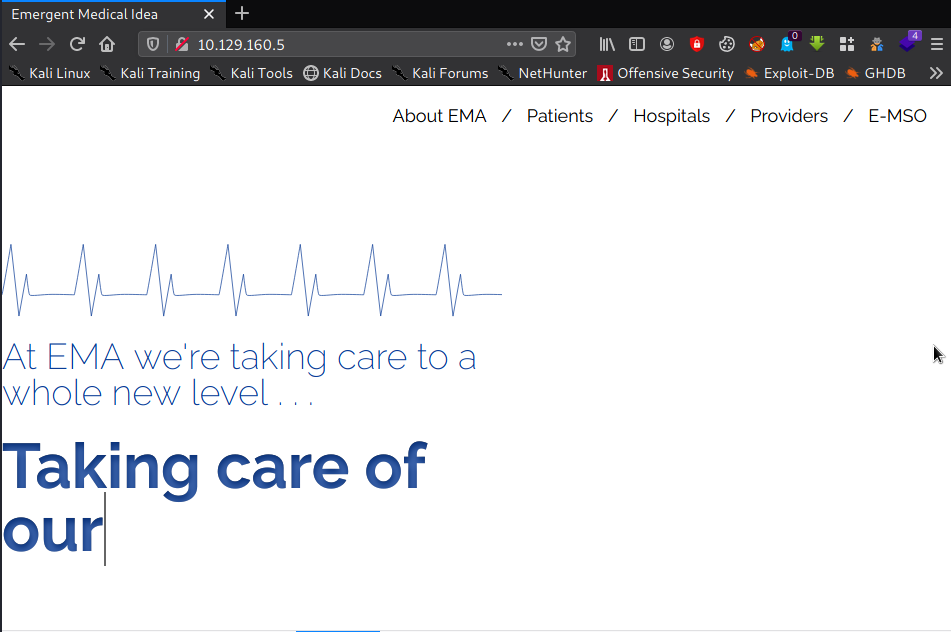 Emergent Medical Idea
10.129.160.5
0
4
Kali Linux Kali Training Kali Tools Kali Docs Kali Forums NetHunter Offensive Security Exploit-DB GHDB
About EMA / Patients / Hospitals / Providers / E-MSO
At EMA we're taking care to a
whole new level . . .
Taking care of
our